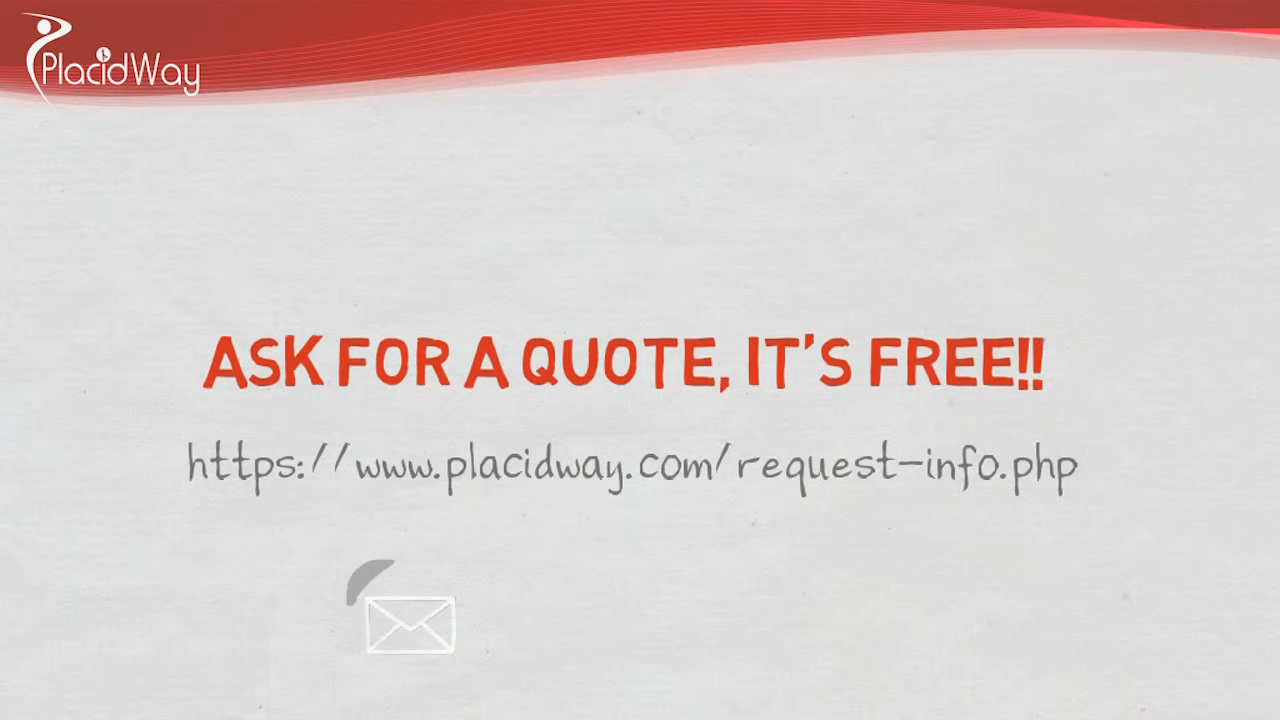 PlacidWay
ASK FOR A QUOTE, IT'S FREE!!
https://www.placidway.com/request-info.php